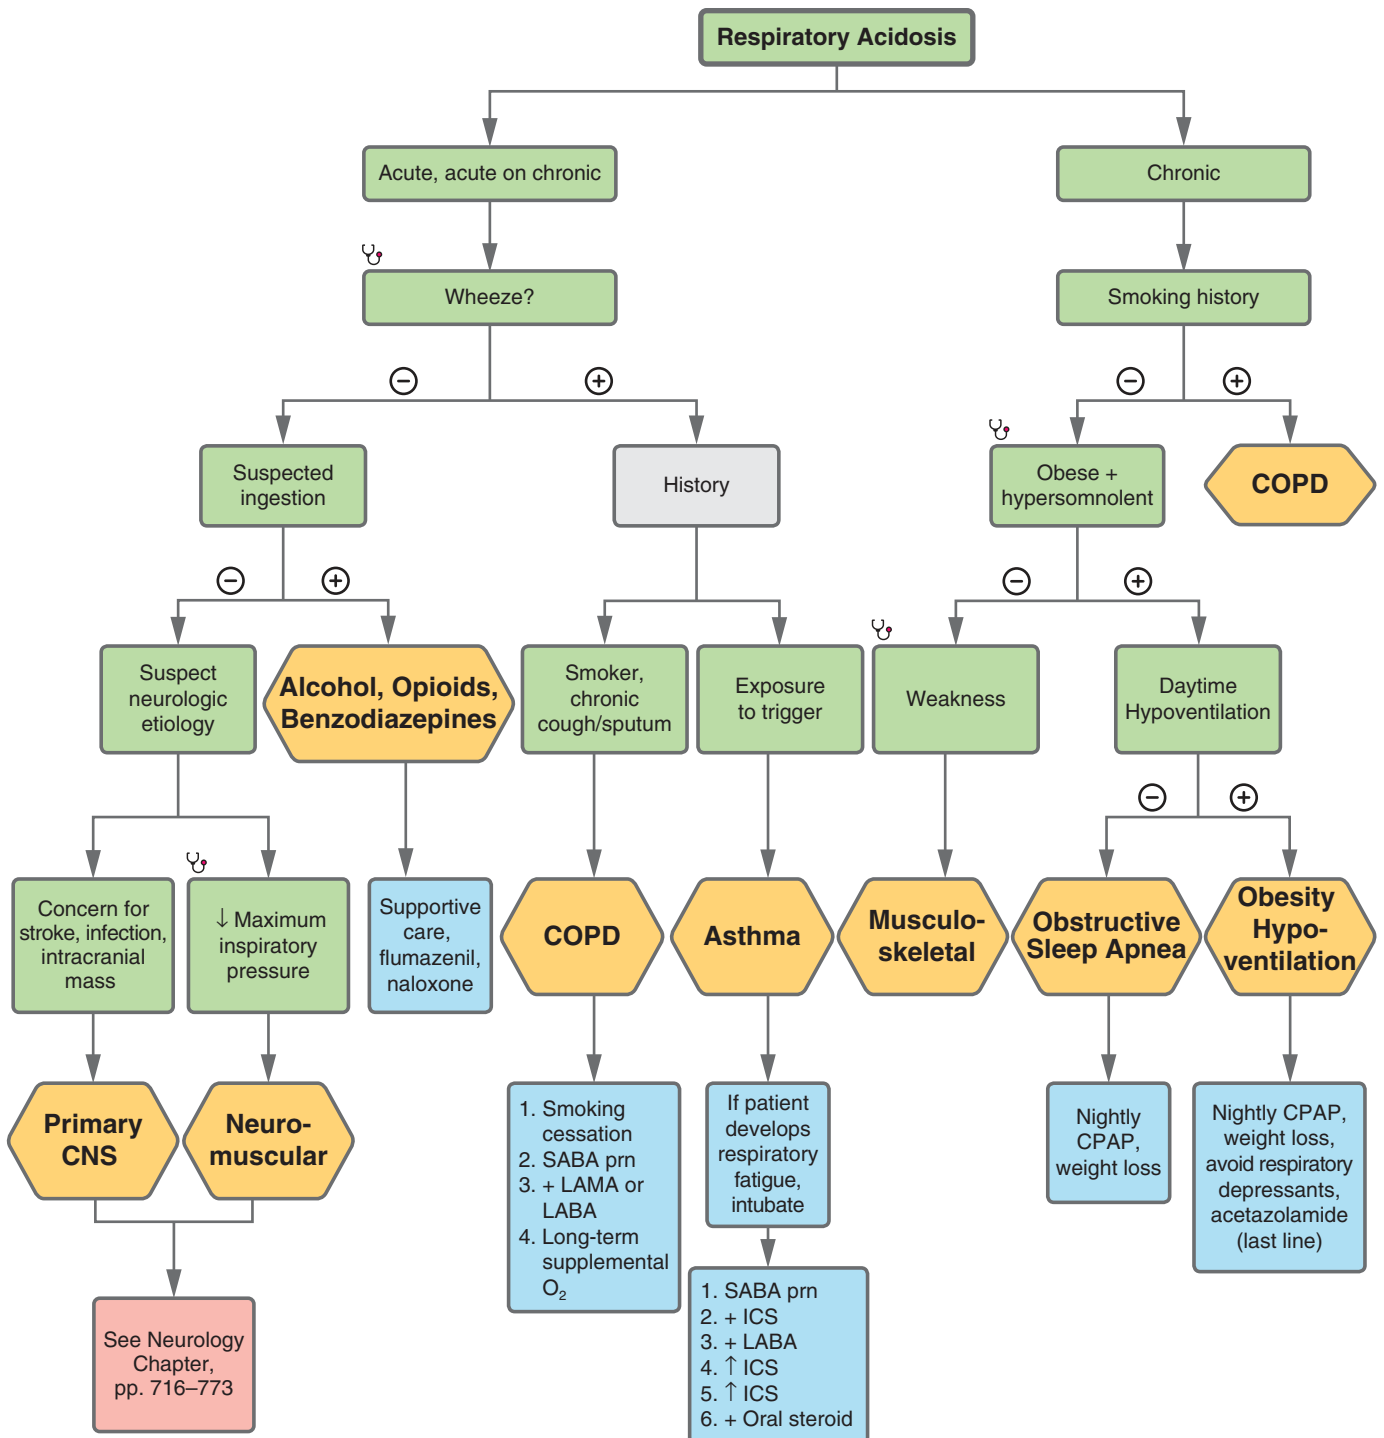 Respiratory Acidosis
Acute, acute on chronic
Chronic
Wheeze?
Smoking history
−
+
−
+
Suspected
ingestion
History
Obese +
hypersomnolent
COPD
−
+
−
+
Suspect
neurologic
etiology
Alcohol, Opioids,
Benzodiazepines
Smoker,
chronic
cough/sputum
Exposure
to trigger
Weakness
Daytime
Hypoventilation
−
+
Concern for
stroke, infection,
intracranial
mass
↓ Maximum
inspiratory
pressure
Supportive
care,
flumazenil,
naloxone
COPD
Asthma
Musculo-
skeletal
Obstructive
Sleep Apnea
Obesity
Hypo-
ventilation
Primary
CNS
Neuro-
muscular
1. Smoking
cessation
2. SABA prn
3. + LAMA or
LABA
4. Long-term
supplemental
O₂
If patient
develops
respiratory
fatigue,
intubate
Nightly
CPAP,
weight loss
Nightly CPAP,
weight loss,
avoid respiratory
depressants,
acetazolamide
(last line)
See Neurology
Chapter,
pp. 716–773
1. SABA prn
2. + ICS
3. + LABA
4. ↑ ICS
5. ↑ ICS
6. + Oral steroid